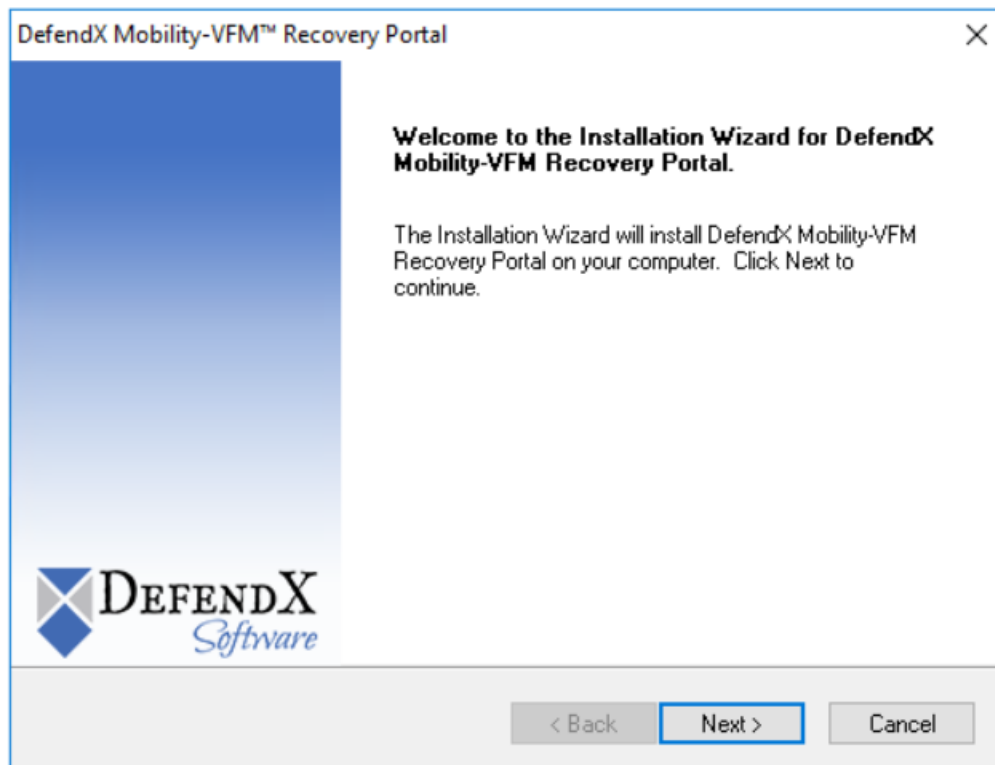 DefendX Mobility-VFM™ Recovery Portal
Welcome to the Installation Wizard for DefendX
Mobility-VFM Recovery Portal.
The Installation Wizard will install DefendX Mobility-VFM
Recovery Portal on your computer.  Click Next to
continue.
DEFENDX
Software
< Back
Next >
Cancel